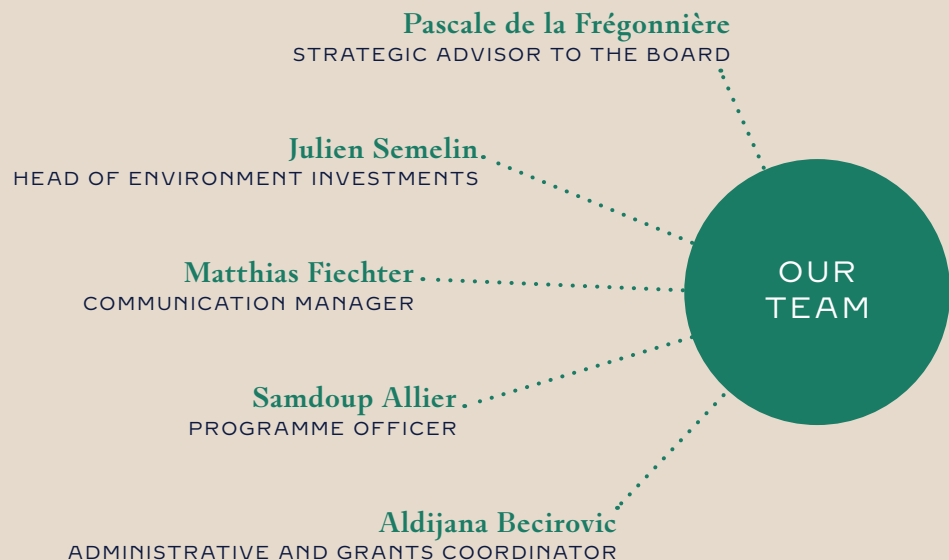 Pascale de la Frégonnière
STRATEGIC ADVISOR TO THE BOARD
Julien Semelin
HEAD OF ENVIRONMENT INVESTMENTS
Matthias Fiechter
COMMUNICATION MANAGER
Samdoup Allier
PROGRAMME OFFICER
Aldijana Becirovic
ADMINISTRATIVE AND GRANTS COORDINATOR
OUR
TEAM